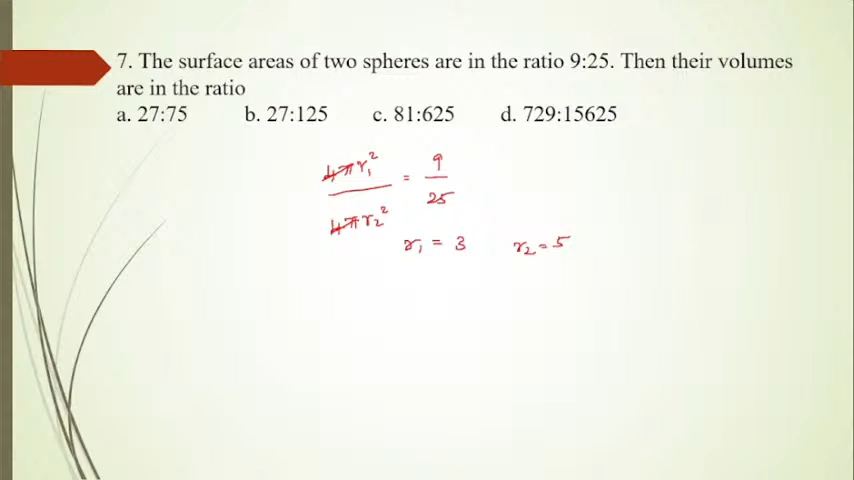 7. The surface areas of two spheres are in the ratio 9:25. Then their volumes
are in the ratio
a. 27:75 b. 27:125 c. 81:625 d. 729:15625
4πr₁² / 4πr₂² = 9 / 25
r₁ = 3 r₂ = 5